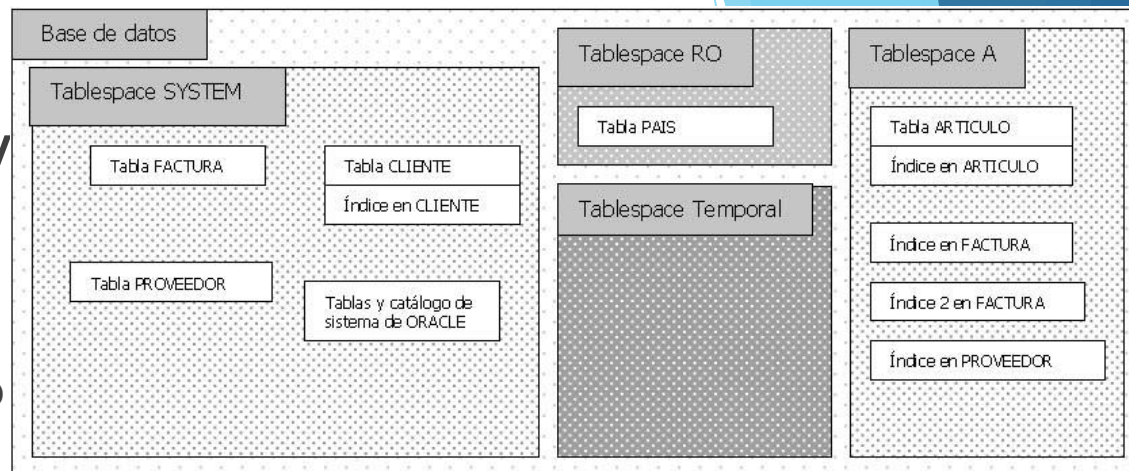 Base de datos
Tablespace SYSTEM
Tabla FACTURA
Tabla CLIENTE
Índice en CLIENTE
Tabla PROVEEDOR
Tablas y catálogo de
sistema de ORACLE
Tablespace RO
Tabla PAIS
Tablespace Temporal
Tablespace A
Tabla ARTICULO
Índice en ARTICULO
Índice en FACTURA
Índice 2 en FACTURA
Índice en PROVEEDOR